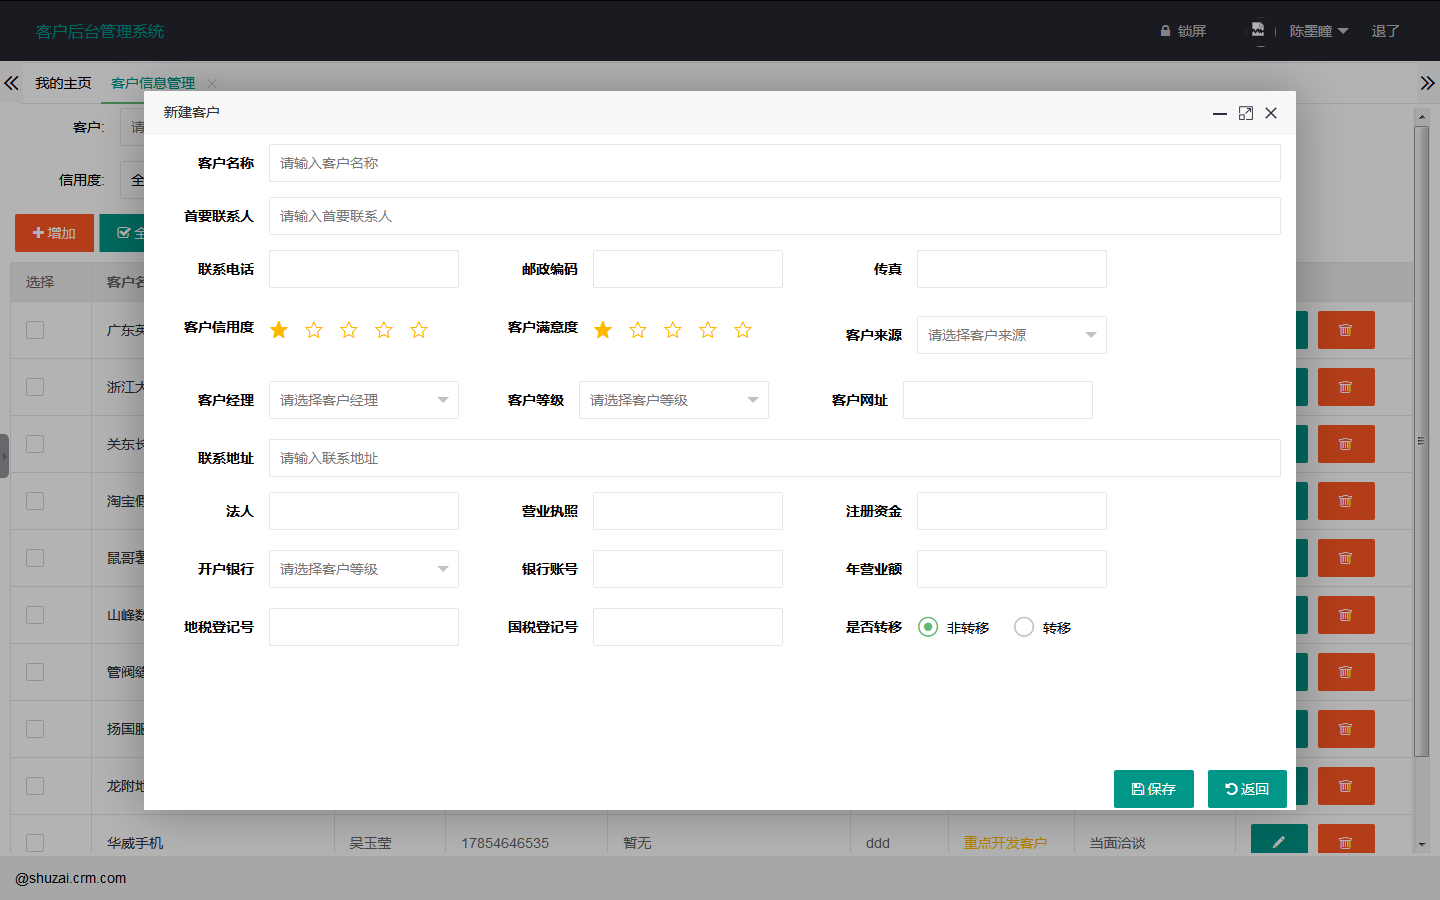 客户后台管理系统 锁屏 陈墨瞳 退了
我的主页 客户信息管理
客户: 请
信用度: 全
增加 全
选择 客户名
新建客户
客户名称 请输入客户名称
首要联系人 请输入首要联系人
联系电话 邮政编码 传真
客户信用度 客户满意度 客户来源 请选择客户来源
客户经理 请选择客户经理 客户等级 请选择客户等级 客户网址
联系地址 请输入联系地址
法人 营业执照 注册资金
开户银行 请选择客户等级 银行账号 年营业额
地税登记号 国税登记号 是否转移 非转移 转移
保存 返回
广东英
浙江大
关东长
淘宝假
鼠哥薯
山峰数
管阀缝
扬国服
龙附地
华威手机 吴玉莹 17854646535 暂无 ddd 重点开发客户 当面洽谈
@shuzai.crm.com